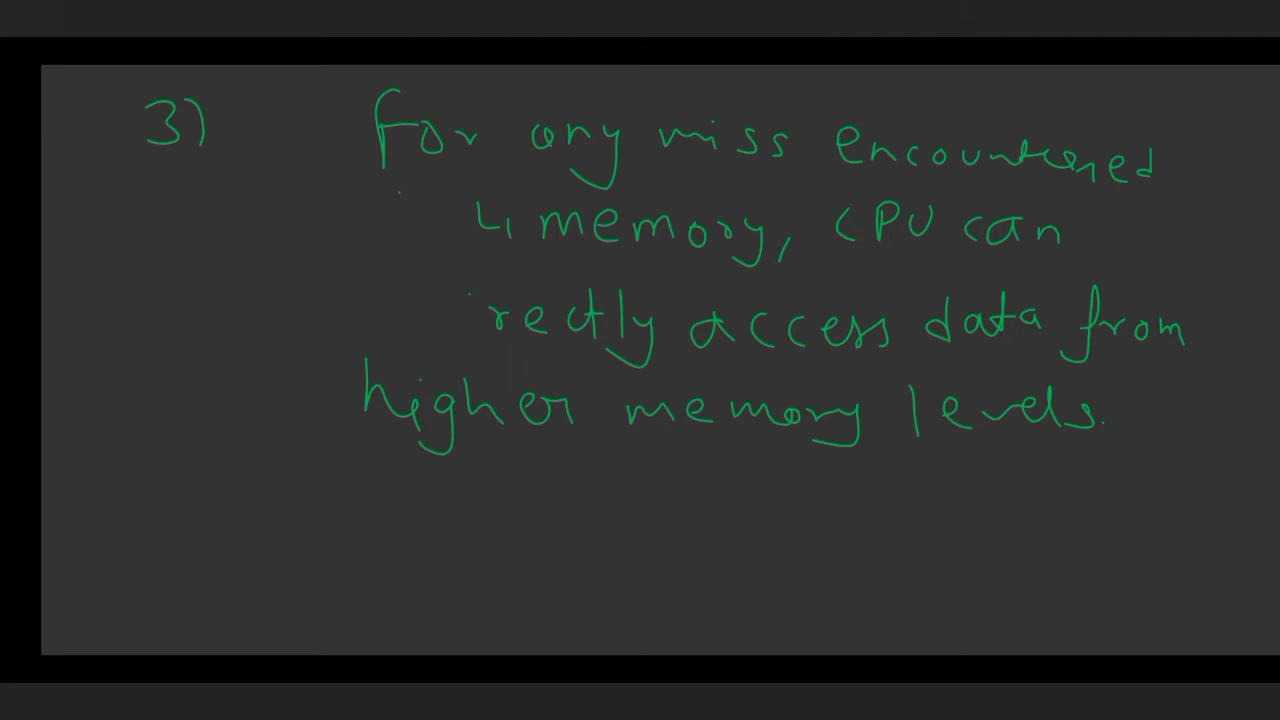 3) For any miss encountered
L1 memory, CPU can
rectly access data from
higher memory levels.